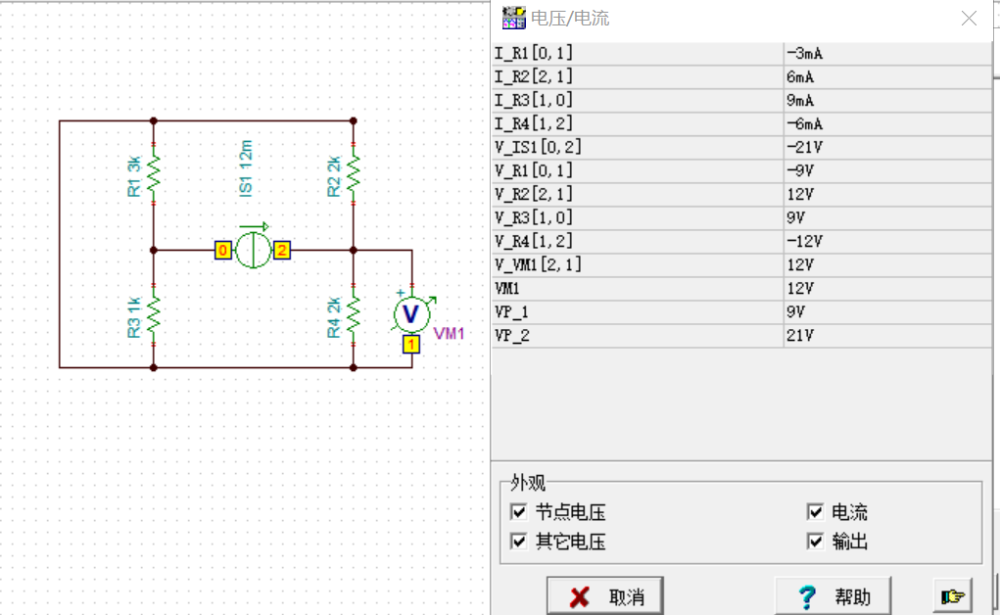 电压/电流
I_R1[0,1] -3mA
I_R2[2,1] 6mA
I_R3[1,0] 9mA
I_R4[1,2] -6mA
V_IS1[0,2] -21V
V_R1[0,1] -9V
V_R2[2,1] 12V
V_R3[1,0] 9V
V_R4[1,2] -12V
V_VM1[2,1] 12V
VM1 12V
VP_1 9V
VP_2 21V
R1 3k
IS1 12m
R2 2k
0
2
R3 1k
R4 2k
+
V
VM1
1
外观
节点电压
电流
其它电压
输出
取消
? 帮助